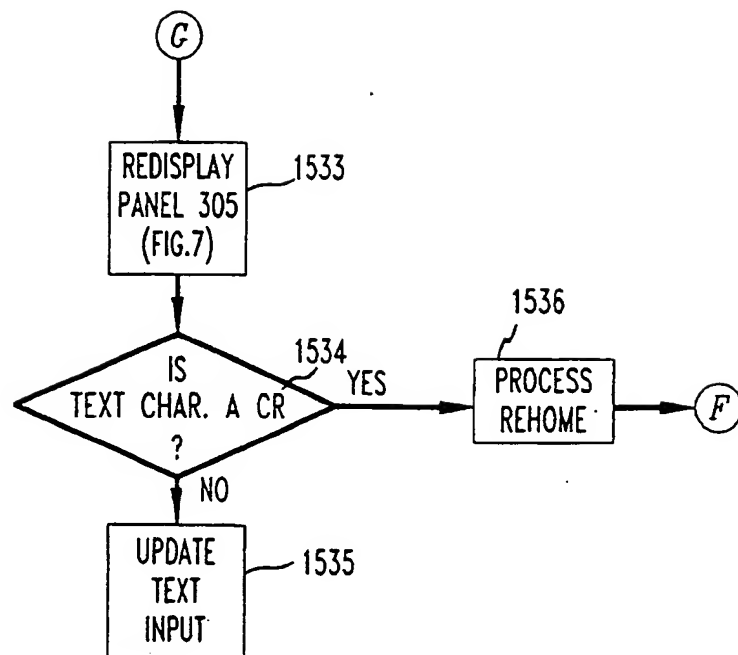 G
REDISPLAY
PANEL 305
(FIG.7)
1533
IS
TEXT CHAR. A CR
?
1534
YES
1536
PROCESS
REHOME
F
NO
UPDATE
TEXT
INPUT
1535